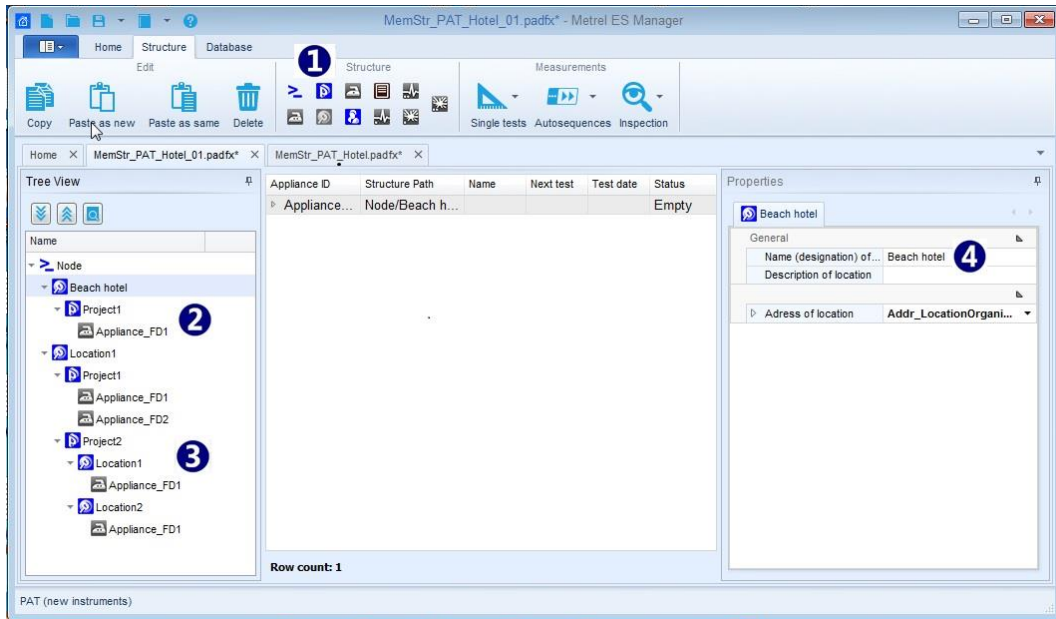 MemStr_PAT_Hotel_01.padfx* - Metrel ES Manager
Home Structure Database
Edit Structure Measurements
1
Copy Paste as new Paste as same Delete Single tests Autosequences Inspection
Home MemStr_PAT_Hotel_01.padfx* MemStr_PAT_Hotel.padfx*
Tree View
Name
Node
Beach hotel
Project1
Appliance_FD1
2
Location1
Project1
Appliance_FD1
Appliance_FD2
Project2
3
Location1
Appliance_FD1
Location2
Appliance_FD1
Appliance ID Structure Path Name Next test Test date Status
Appliance... Node/Beach h... Empty
Row count: 1
Properties
Beach hotel
General
Name (designation) of... Beach hotel 4
Description of location
Adress of location Addr_LocationOrgani...
PAT (new instruments)